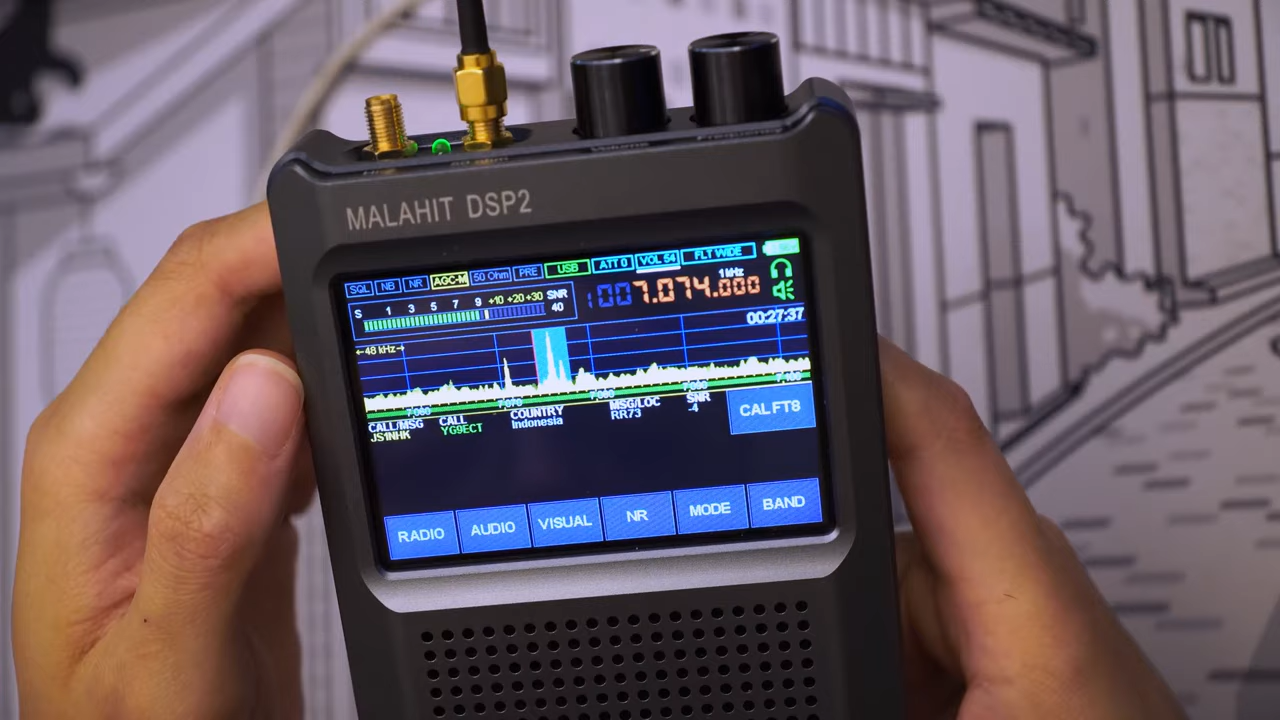 MALAHIT DSP2
SQL NB NR AGC-M 50 Ohm PRE USB ATT 0 VOL 54 FLT WIDE
1kHz
S 1 3 5 7 9 +10 +20 +30 SNR
40
007.074.000
00:27:37
48 kHz
CALL/MSG CALL COUNTRY MSG/LOC SNR
JS1NHK YG9ECT Indonesia RR73 -4
CAL FT8
RADIO AUDIO VISUAL NR MODE BAND